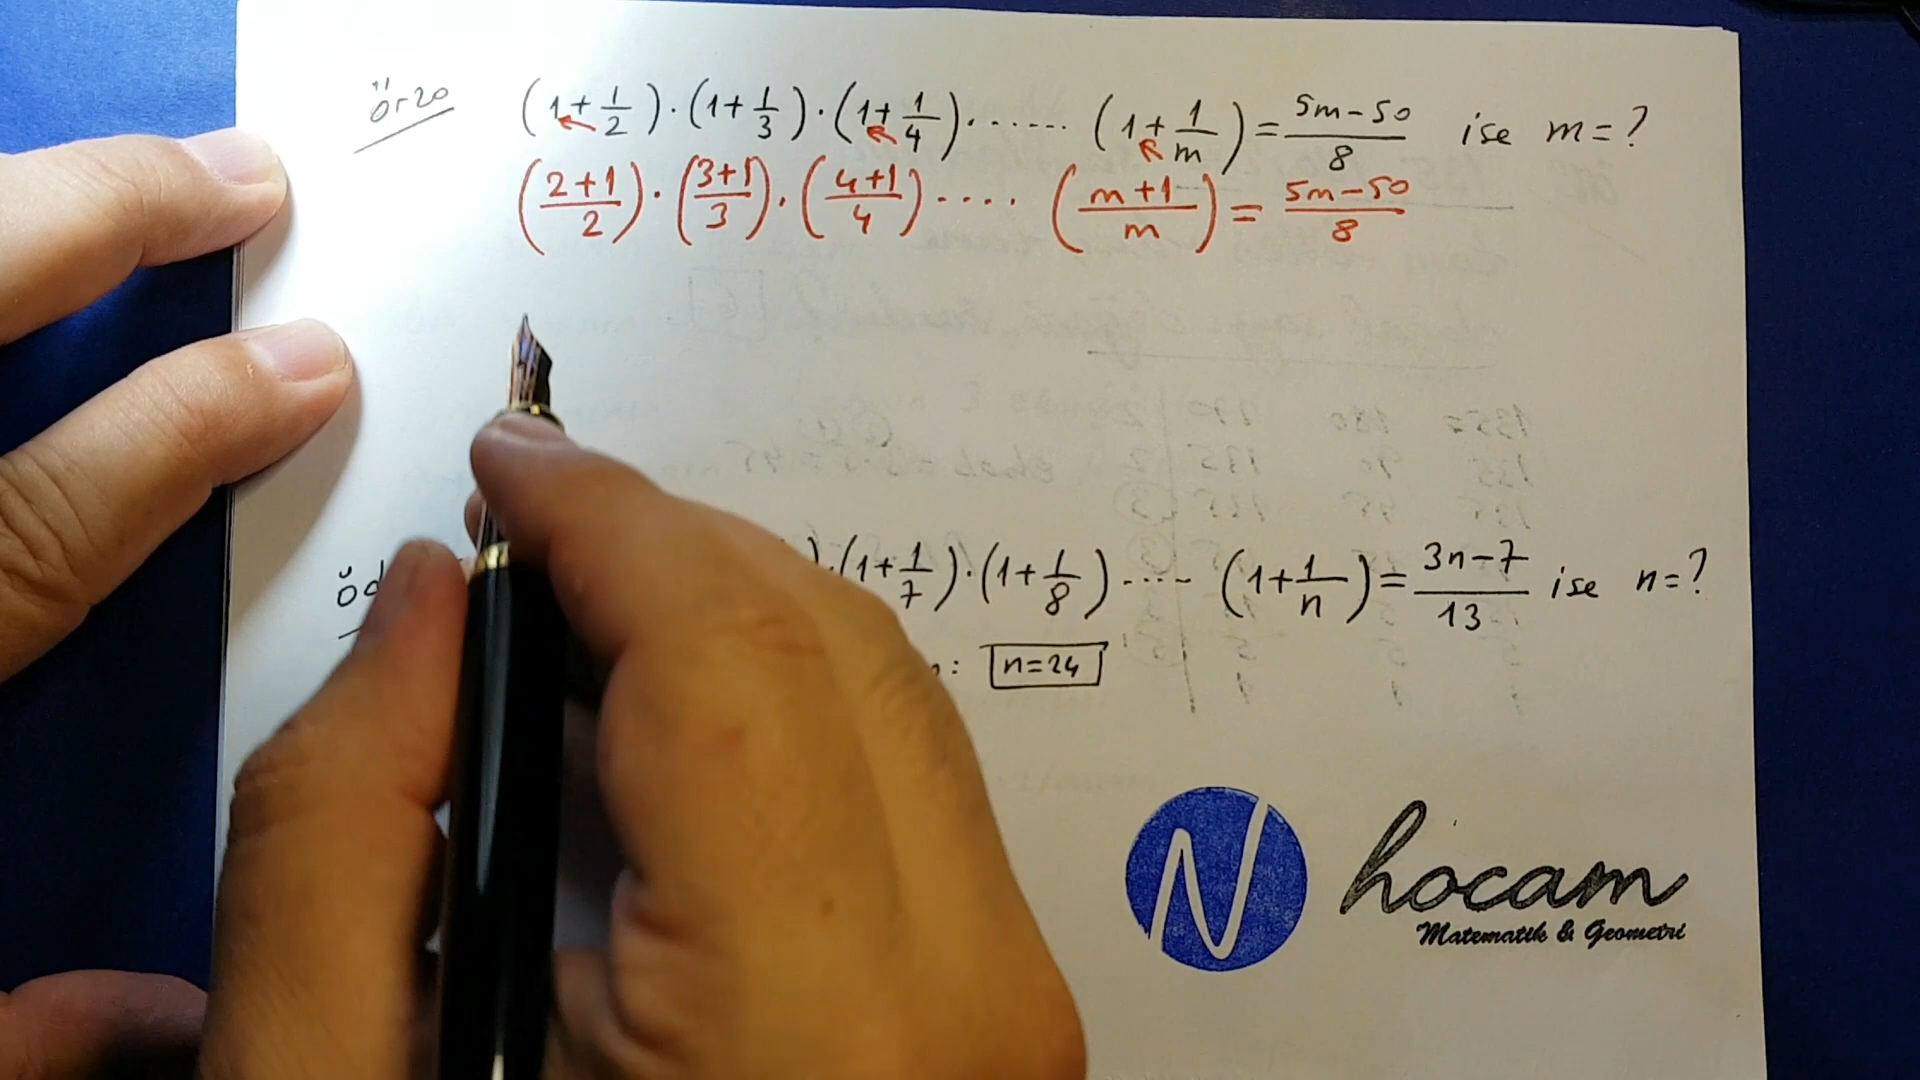 ör20 (1+1/2)·(1+1/3)·(1+1/4)······(1+1/m)=5m-50/8 ise m=?
(2+1/2)·(3+1/3)·(4+1/4)····(m+1/m)=5m-50/8
öd )·(1+1/7)·(1+1/8)····(1+1/n)=3n-7/13 ise n=?
: n=24
N hocam
Matematik & Geometri